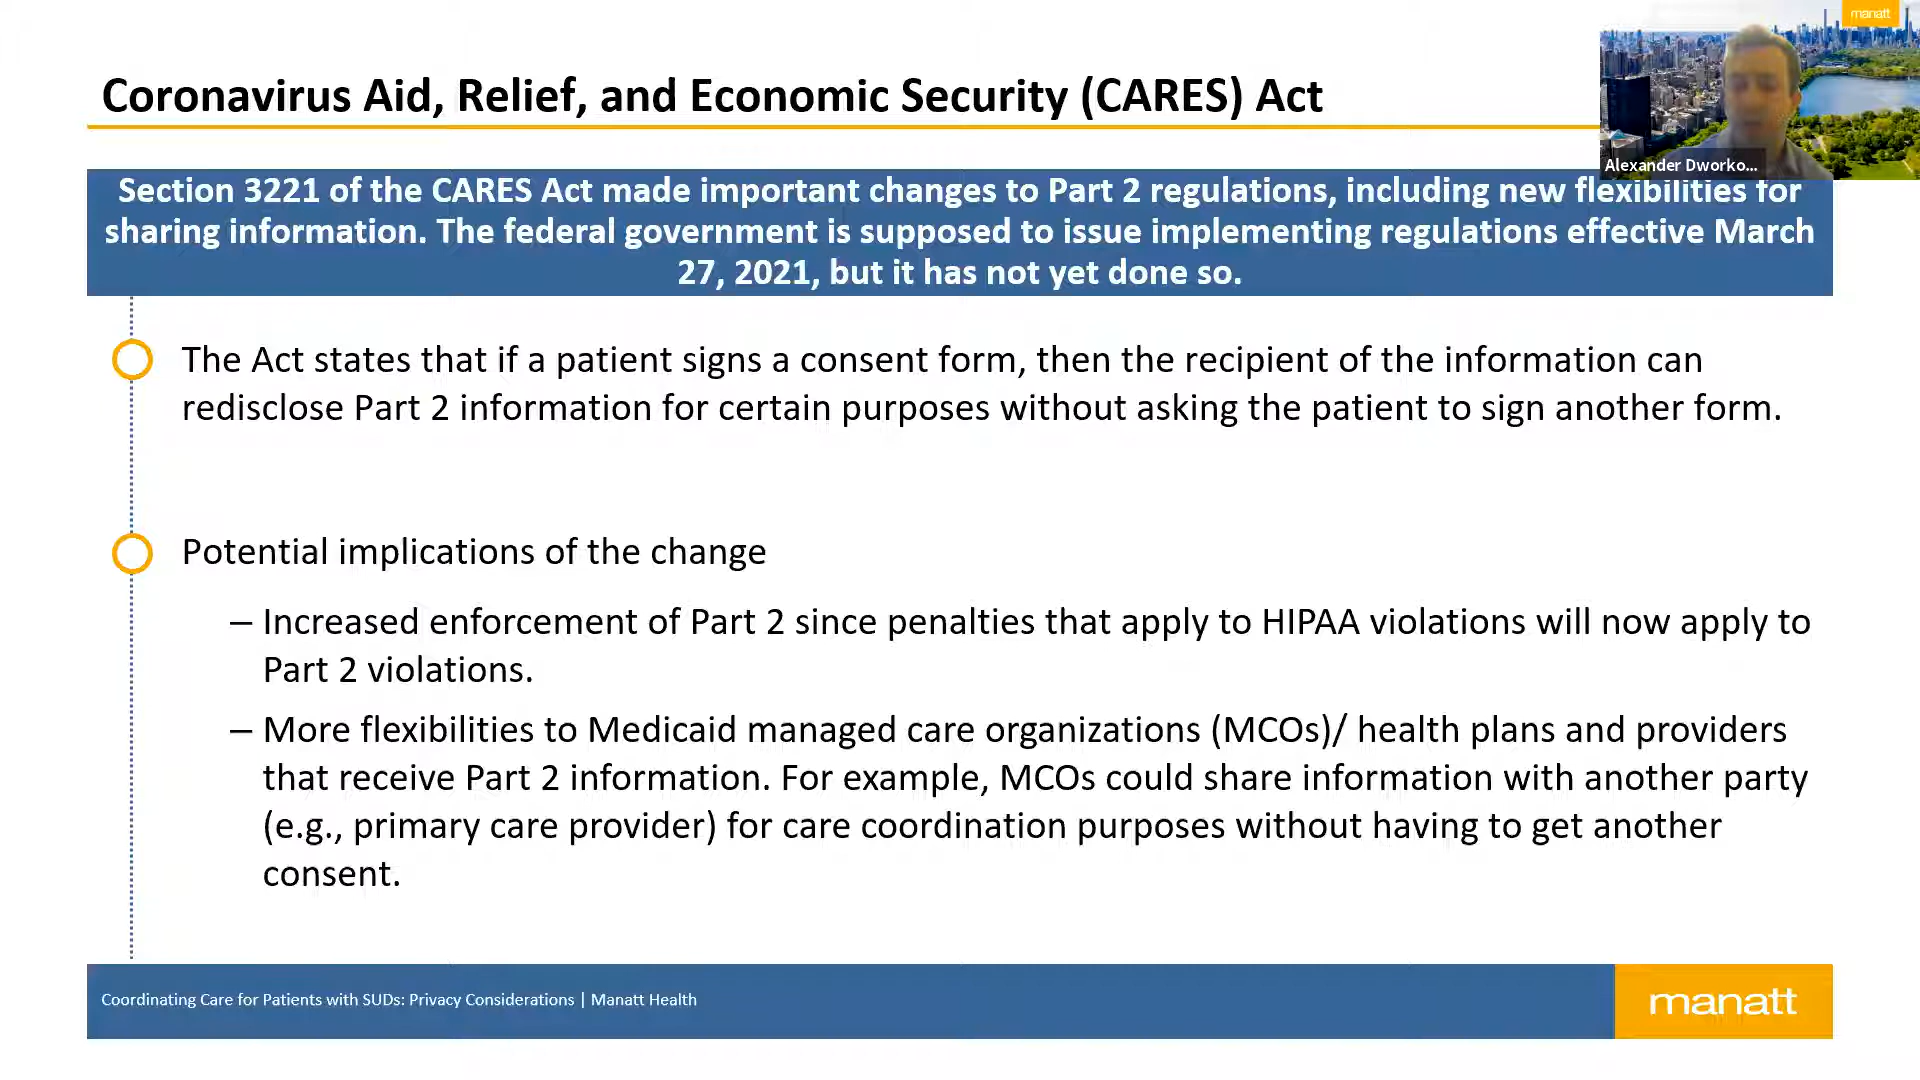 manatt
Coronavirus Aid, Relief, and Economic Security (CARES) Act
Alexander Dworko...
Section 3221 of the CARES Act made important changes to Part 2 regulations, including new flexibilities for
sharing information. The federal government is supposed to issue implementing regulations effective March
27, 2021, but it has not yet done so.
The Act states that if a patient signs a consent form, then the recipient of the information can
redisclose Part 2 information for certain purposes without asking the patient to sign another form.
Potential implications of the change
– Increased enforcement of Part 2 since penalties that apply to HIPAA violations will now apply to
Part 2 violations.
– More flexibilities to Medicaid managed care organizations (MCOs)/ health plans and providers
that receive Part 2 information. For example, MCOs could share information with another party
(e.g., primary care provider) for care coordination purposes without having to get another
consent.
Coordinating Care for Patients with SUDs: Privacy Considerations | Manatt Health
manatt